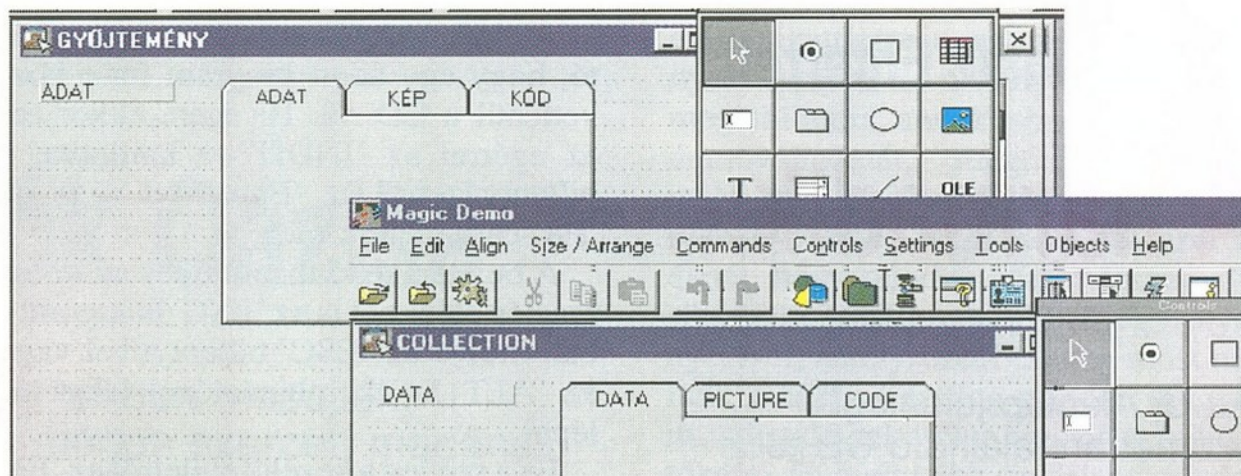 GYŰJTEMÉNY
ADAT
ADAT KÉP KÓD
T OLE
Magic Demo
File Edit Align Size / Arrange Commands Controls Settings Tools Objects Help
Controls
COLLECTION
DATA
DATA PICTURE CODE